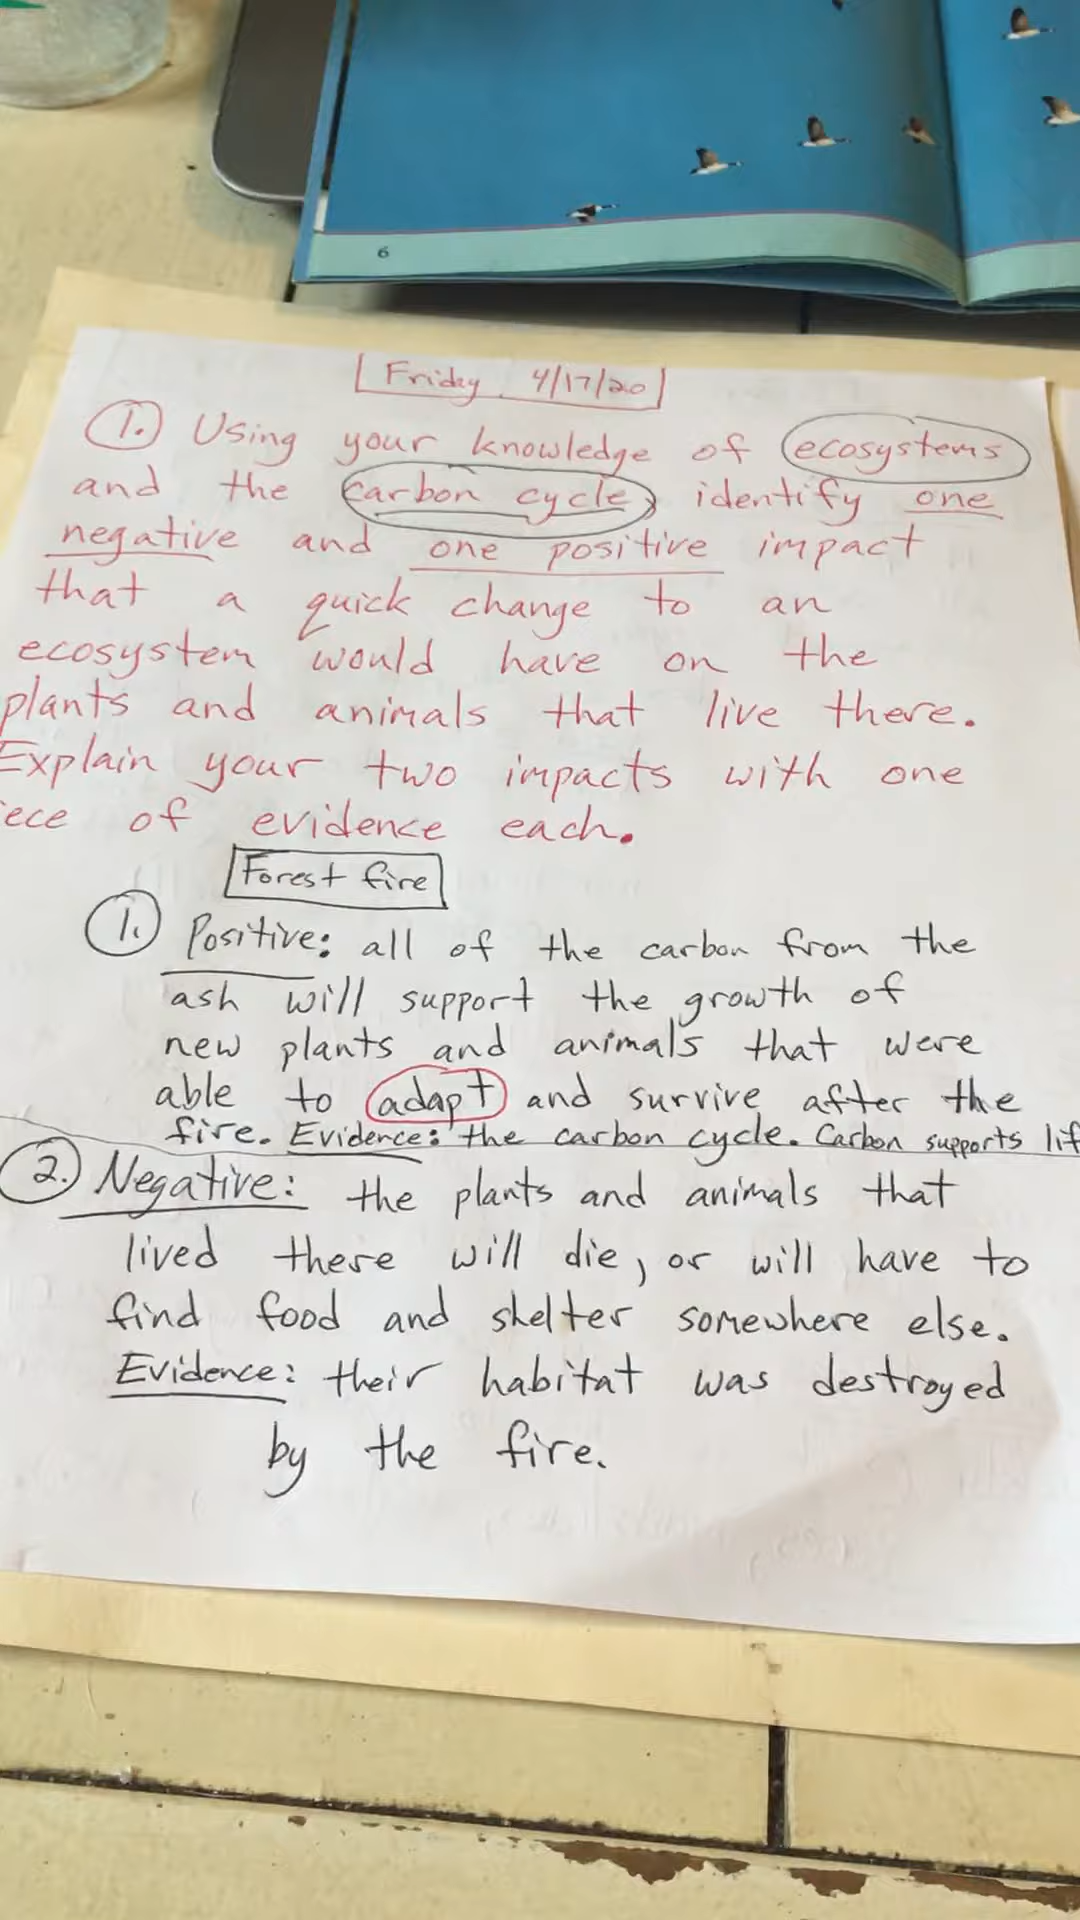 6
Friday 4/17/20
1. Using your knowledge of ecosystems
and the carbon cycle, identify one
negative and one positive impact
that a quick change to an
ecosystem would have on the
plants and animals that live there.
Explain your two impacts with one
iece of evidence each.
Forest fire
1. Positive: all of the carbon from the
ash will support the growth of
new plants and animals that were
able to adapt and survive after the
fire. Evidence: the carbon cycle. Carbon supports lif
2. Negative: the plants and animals that
lived there will die, or will have to
find food and shelter somewhere else.
Evidence: their habitat was destroyed
by the fire.